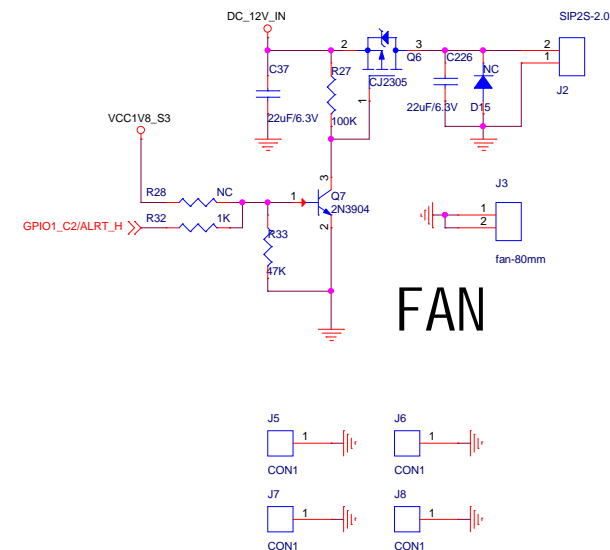 DC_12V_IN
SIP2S-2.0
2
3
Q6
C226
NC
2
1
C37
R27
CJ2305
J2
VCC1V8_S3
22uF/6.3V
100K
1
22uF/6.3V
D15
3
J3
R28
NC
1
Q7
2N3904
1
2
GPIO1_C2/ALRT_H
R32
1K
2
R33
47K
fan-80mm
FAN
J5
J6
1
1
CON1
CON1
J7
J8
1
1
CON1
CON1